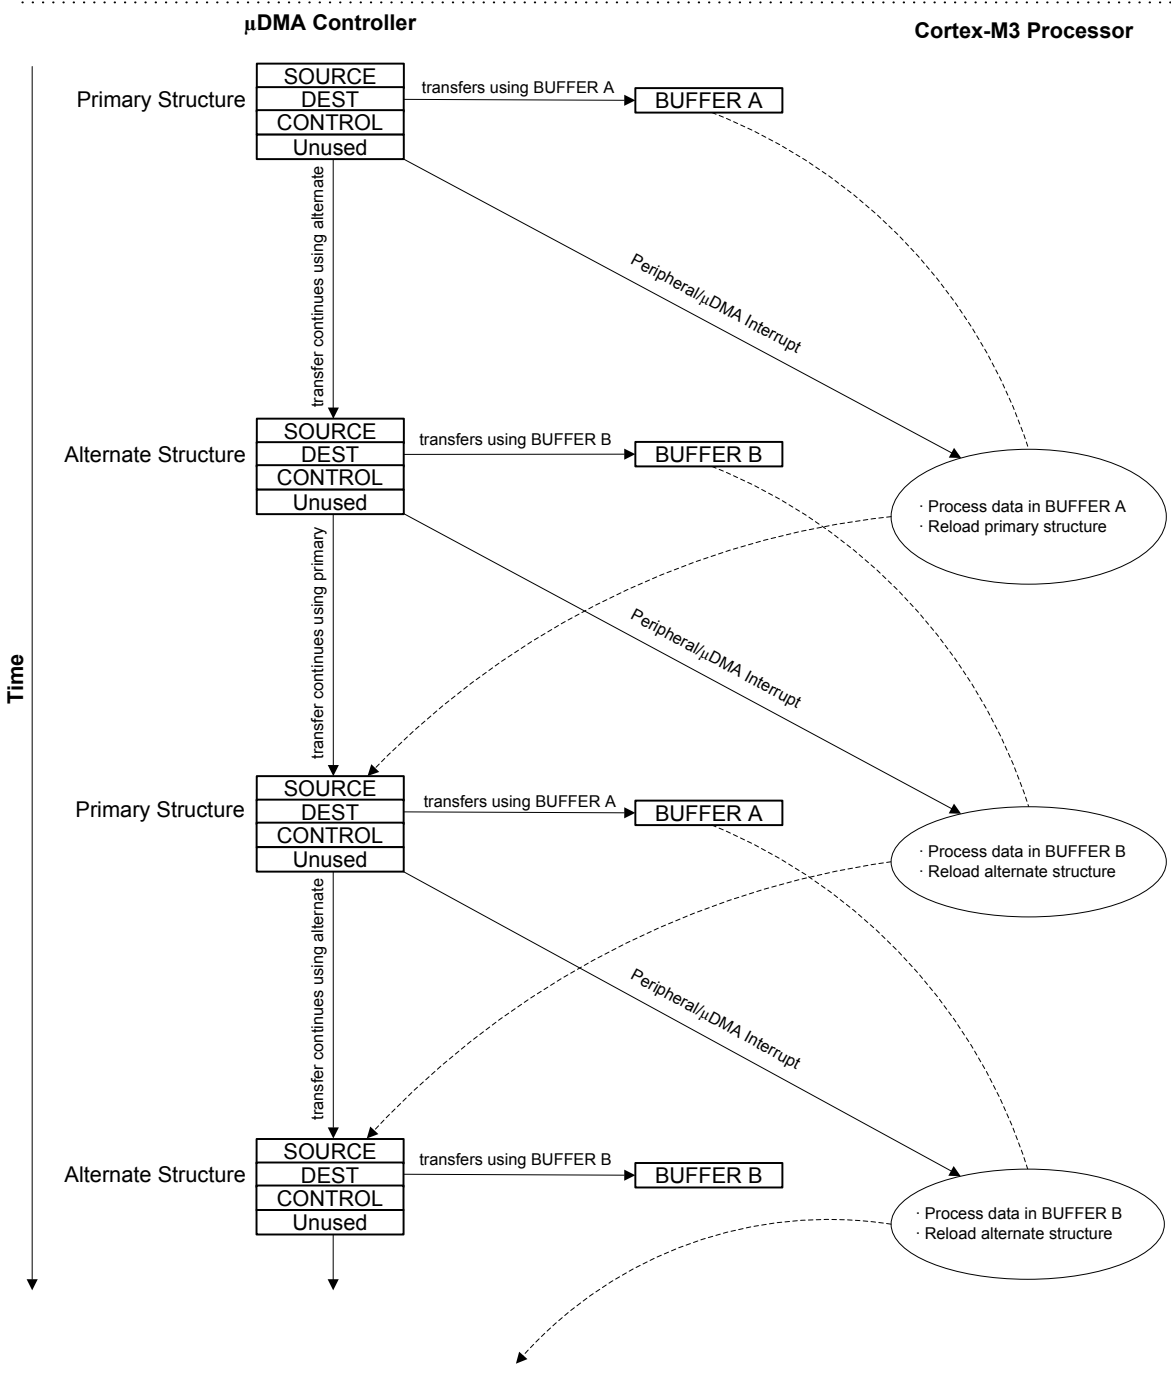 µDMA Controller
Cortex-M3 Processor
SOURCE
Primary Structure
DEST
transfers using BUFFER A
BUFFER A
CONTROL
Unused
transfer continues using alternate
Peripheral/µDMA Interrupt
SOURCE
Alternate Structure
DEST
transfers using BUFFER B
BUFFER B
CONTROL
Unused
· Process data in BUFFER A
· Reload primary structure
transfer continues using primary
Peripheral/µDMA Interrupt
Time
SOURCE
Primary Structure
DEST
transfers using BUFFER A
BUFFER A
CONTROL
Unused
· Process data in BUFFER B
· Reload alternate structure
transfer continues using alternate
Peripheral/µDMA Interrupt
SOURCE
Alternate Structure
DEST
transfers using BUFFER B
BUFFER B
CONTROL
Unused
· Process data in BUFFER B
· Reload alternate structure